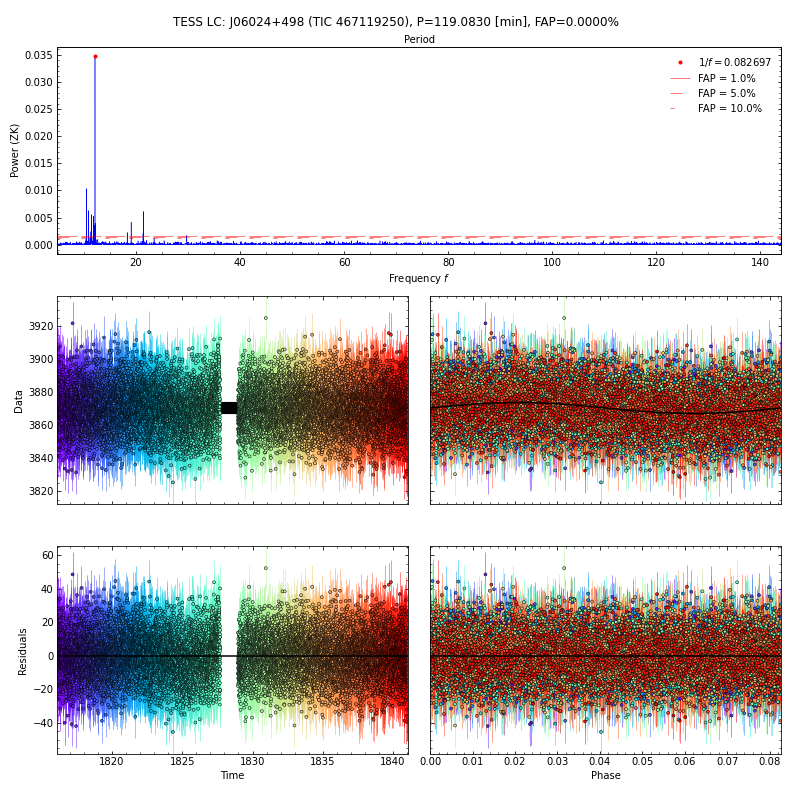 TESS LC: J06024+498 (TIC 467119250), P=119.0830 [min], FAP=0.0000%
Period
0.035
0.030
0.025
0.020
0.015
0.010
0.005
0.000
Power (ZK)
1/f = 0.082697
FAP = 1.0%
FAP = 5.0%
FAP = 10.0%
20 40 60 80 100 120 140
Frequency f
3920
3900
3880
3860
3840
3820
Data
60
40
20
0
−20
−40
Residuals
1820 1825 1830 1835 1840
Time
0.00 0.01 0.02 0.03 0.04 0.05 0.06 0.07 0.08
Phase